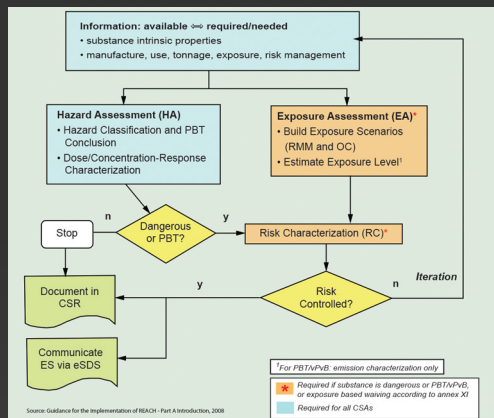 Information: available ⇔ required/needed
• substance intrinsic properties
• manufacture, use, tonnage, exposure, risk management
Hazard Assessment (HA)
• Hazard Classification and PBT
Conclusion
• Dose/Concentration-Response
Characterization
Exposure Assessment (EA)*
• Build Exposure Scenarios
(RMM and OC)
• Estimate Exposure Level¹
n
Dangerous
or PBT?
y
Stop
Risk Characterization (RC)*
Document in
CSR
y
Risk
Controlled?
n
Iteration
Communicate
ES via eSDS
¹For PBT/vPvB: emission characterization only
* Required if substance is dangerous or PBT/vPvB,
or exposure based waiving according to annex XI
Required for all CSAs
Source: Guidance for the implementation of REACH - Part A Introduction, 2008